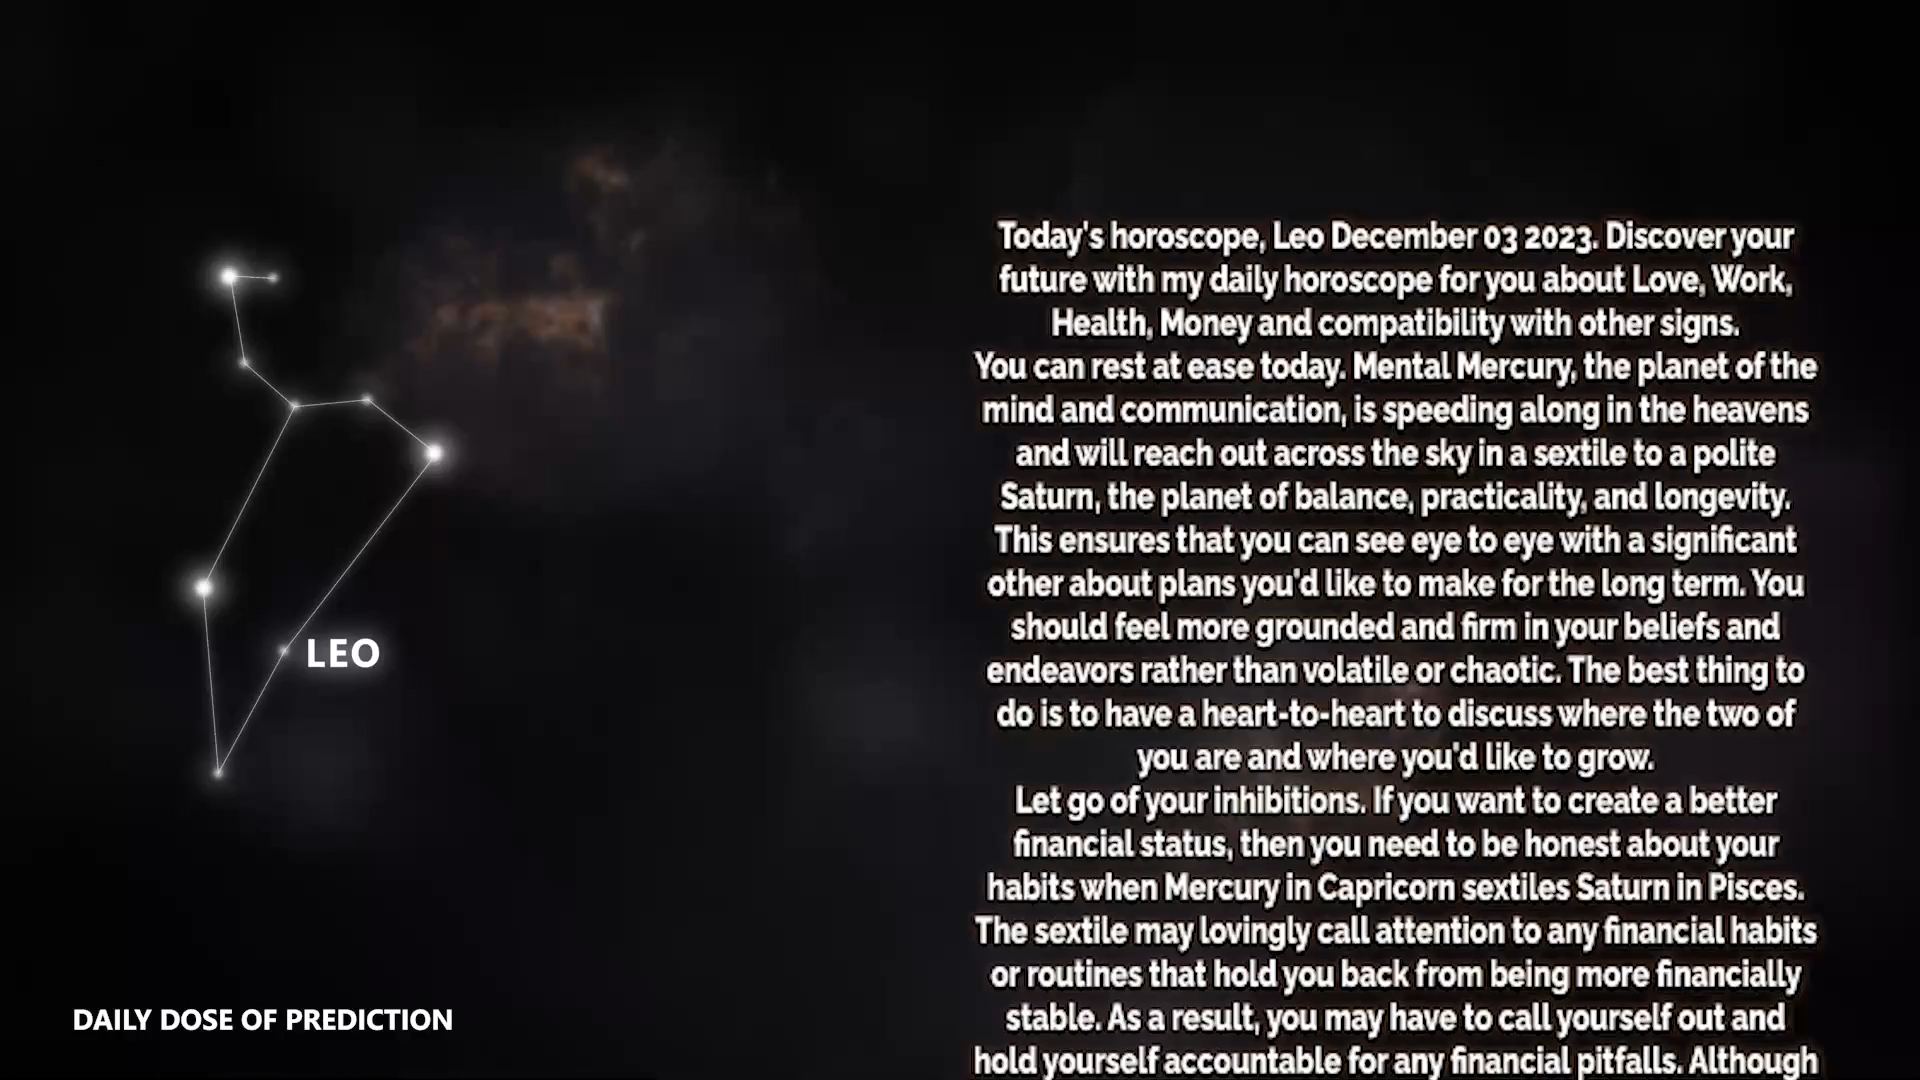 Today's horoscope, Leo December 03 2023. Discover your
future with my daily horoscope for you about Love, Work,
Health, Money and compatibility with other signs.
You can rest at ease today. Mental Mercury, the planet of the
mind and communication, is speeding along in the heavens
and will reach out across the sky in a sextile to a polite
Saturn, the planet of balance, practicality, and longevity.
This ensures that you can see eye to eye with a significant
other about plans you'd like to make for the long term. You
should feel more grounded and firm in your beliefs and
endeavors rather than volatile or chaotic. The best thing to
do is to have a heart-to-heart to discuss where the two of
you are and where you'd like to grow.
Let go of your inhibitions. If you want to create a better
financial status, then you need to be honest about your
habits when Mercury in Capricorn sextiles Saturn in Pisces.
The sextile may lovingly call attention to any financial habits
or routines that hold you back from being more financially
stable. As a result, you may have to call yourself out and
hold yourself accountable for any financial pitfalls. Although
LEO
DAILY DOSE OF PREDICTION